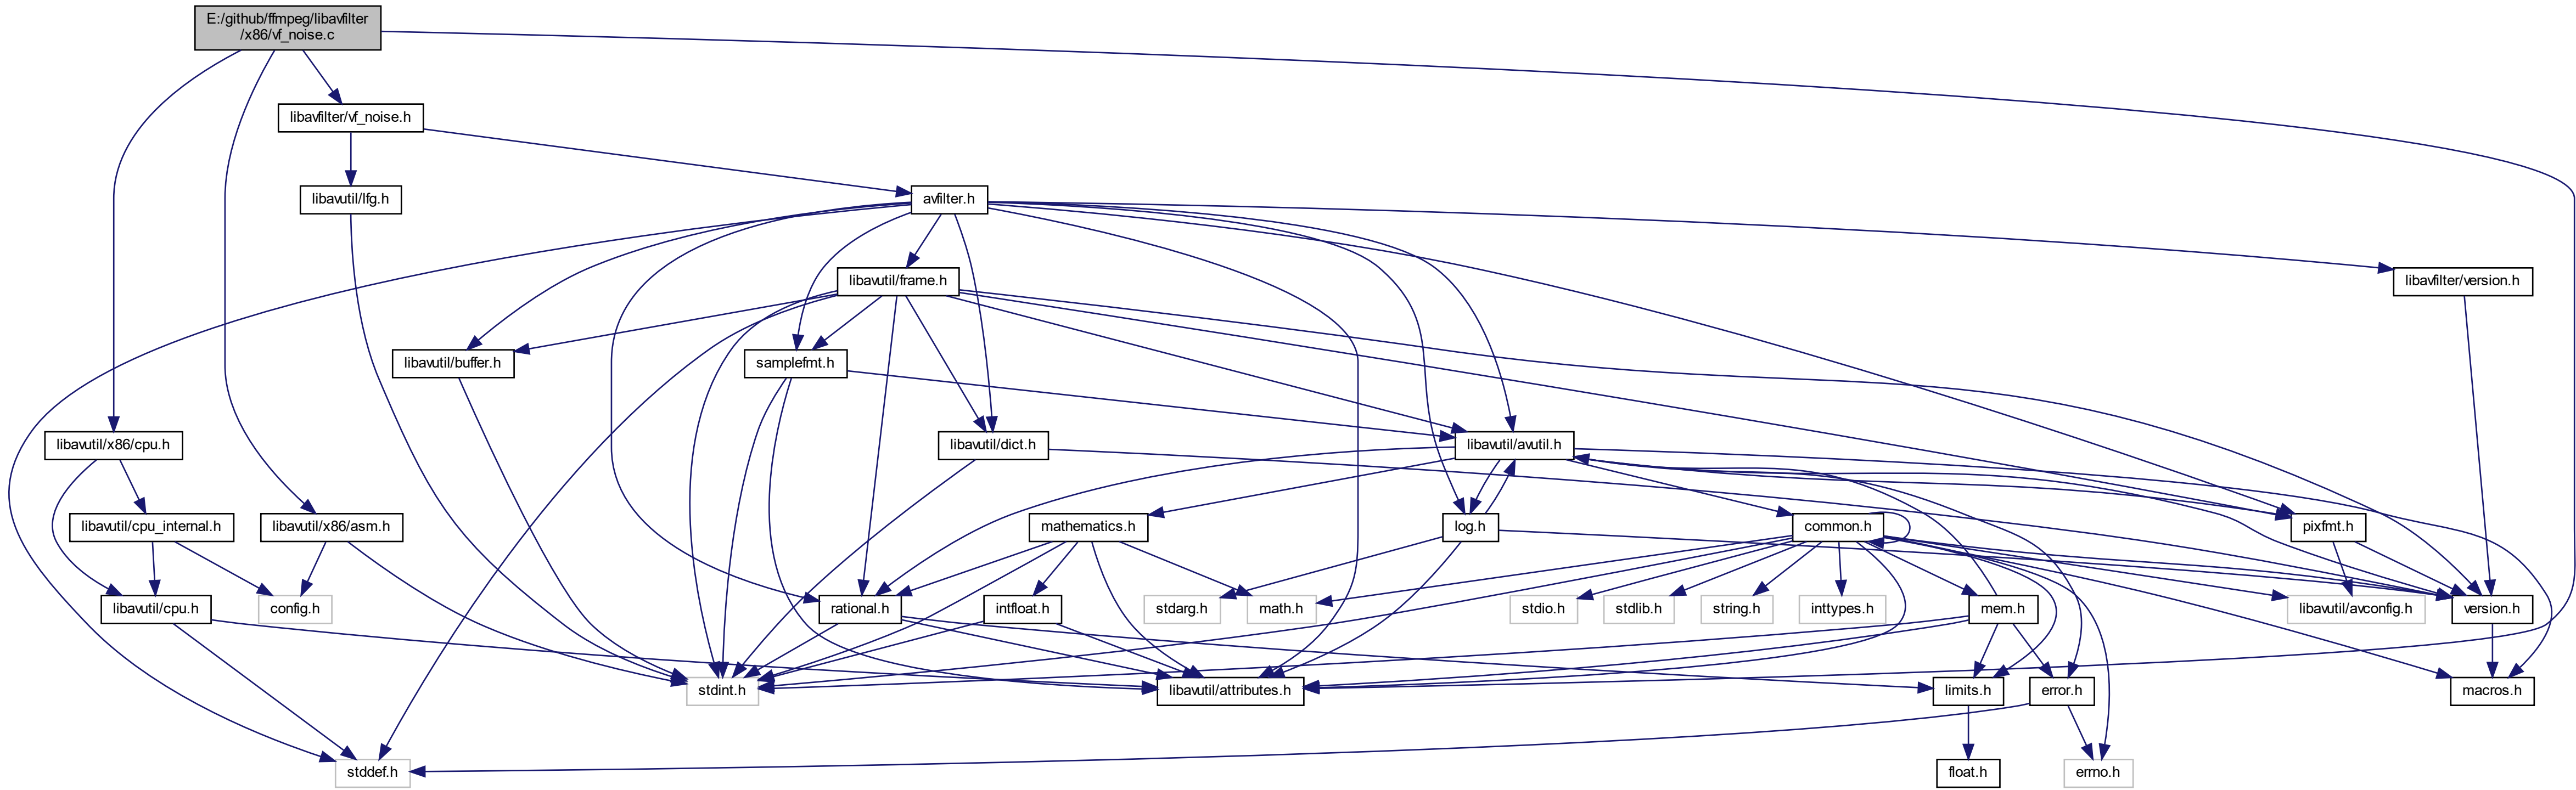 E:/github/ffmpeg/libavfilter
/x86/vf_noise.c
libavfilter/vf_noise.h
libavutil/lfg.h
avfilter.h
libavutil/frame.h
libavfilter/version.h
libavutil/buffer.h
samplefmt.h
libavutil/x86/cpu.h
libavutil/dict.h
libavutil/avutil.h
libavutil/cpu_internal.h
libavutil/x86/asm.h
mathematics.h
log.h
common.h
pixfmt.h
libavutil/cpu.h
config.h
rational.h
intfloat.h
stdarg.h
math.h
stdio.h
stdlib.h
string.h
inttypes.h
mem.h
libavutil/avconfig.h
version.h
stdint.h
libavutil/attributes.h
limits.h
error.h
macros.h
stddef.h
float.h
errno.h